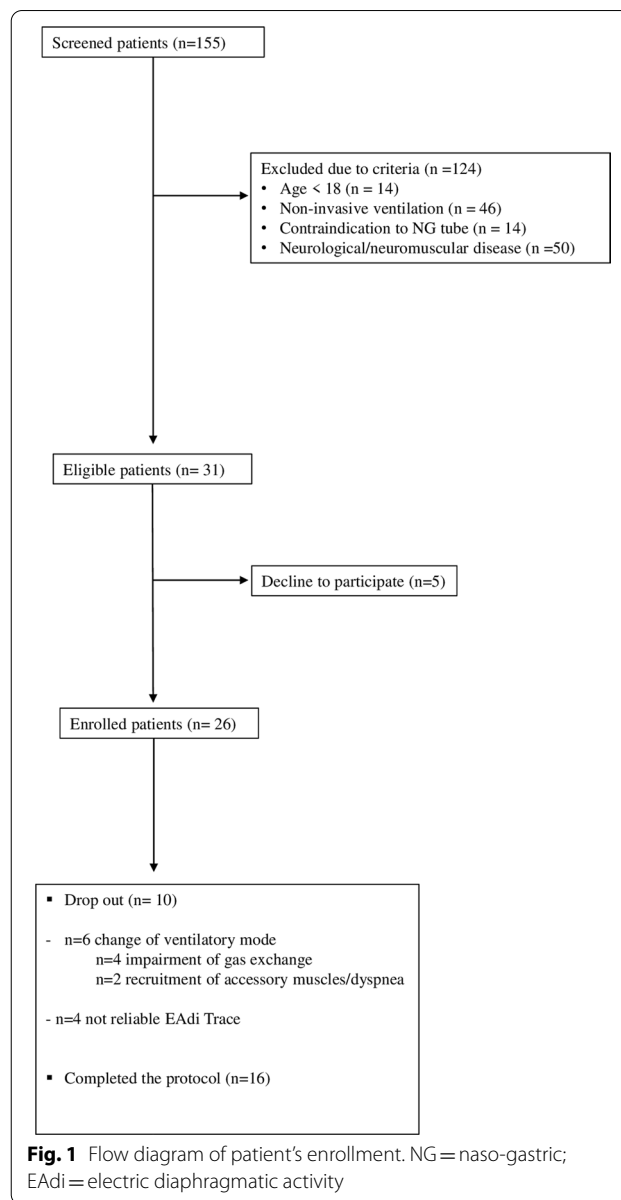 Screened patients (n=155)
Excluded due to criteria (n =124)
• Age < 18 (n = 14)
• Non-invasive ventilation (n = 46)
• Contraindication to NG tube (n = 14)
• Neurological/neuromuscular disease (n =50)
Eligible patients (n= 31)
Decline to participate (n=5)
Enrolled patients (n= 26)
▪ Drop out (n= 10)
- n=6 change of ventilatory mode
n=4 impairment of gas exchange
n=2 recruitment of accessory muscles/dyspnea
- n=4 not reliable EAdi Trace
▪ Completed the protocol (n=16)
Fig. 1 Flow diagram of patient’s enrollment. NG = naso-gastric;
EAdi = electric diaphragmatic activity